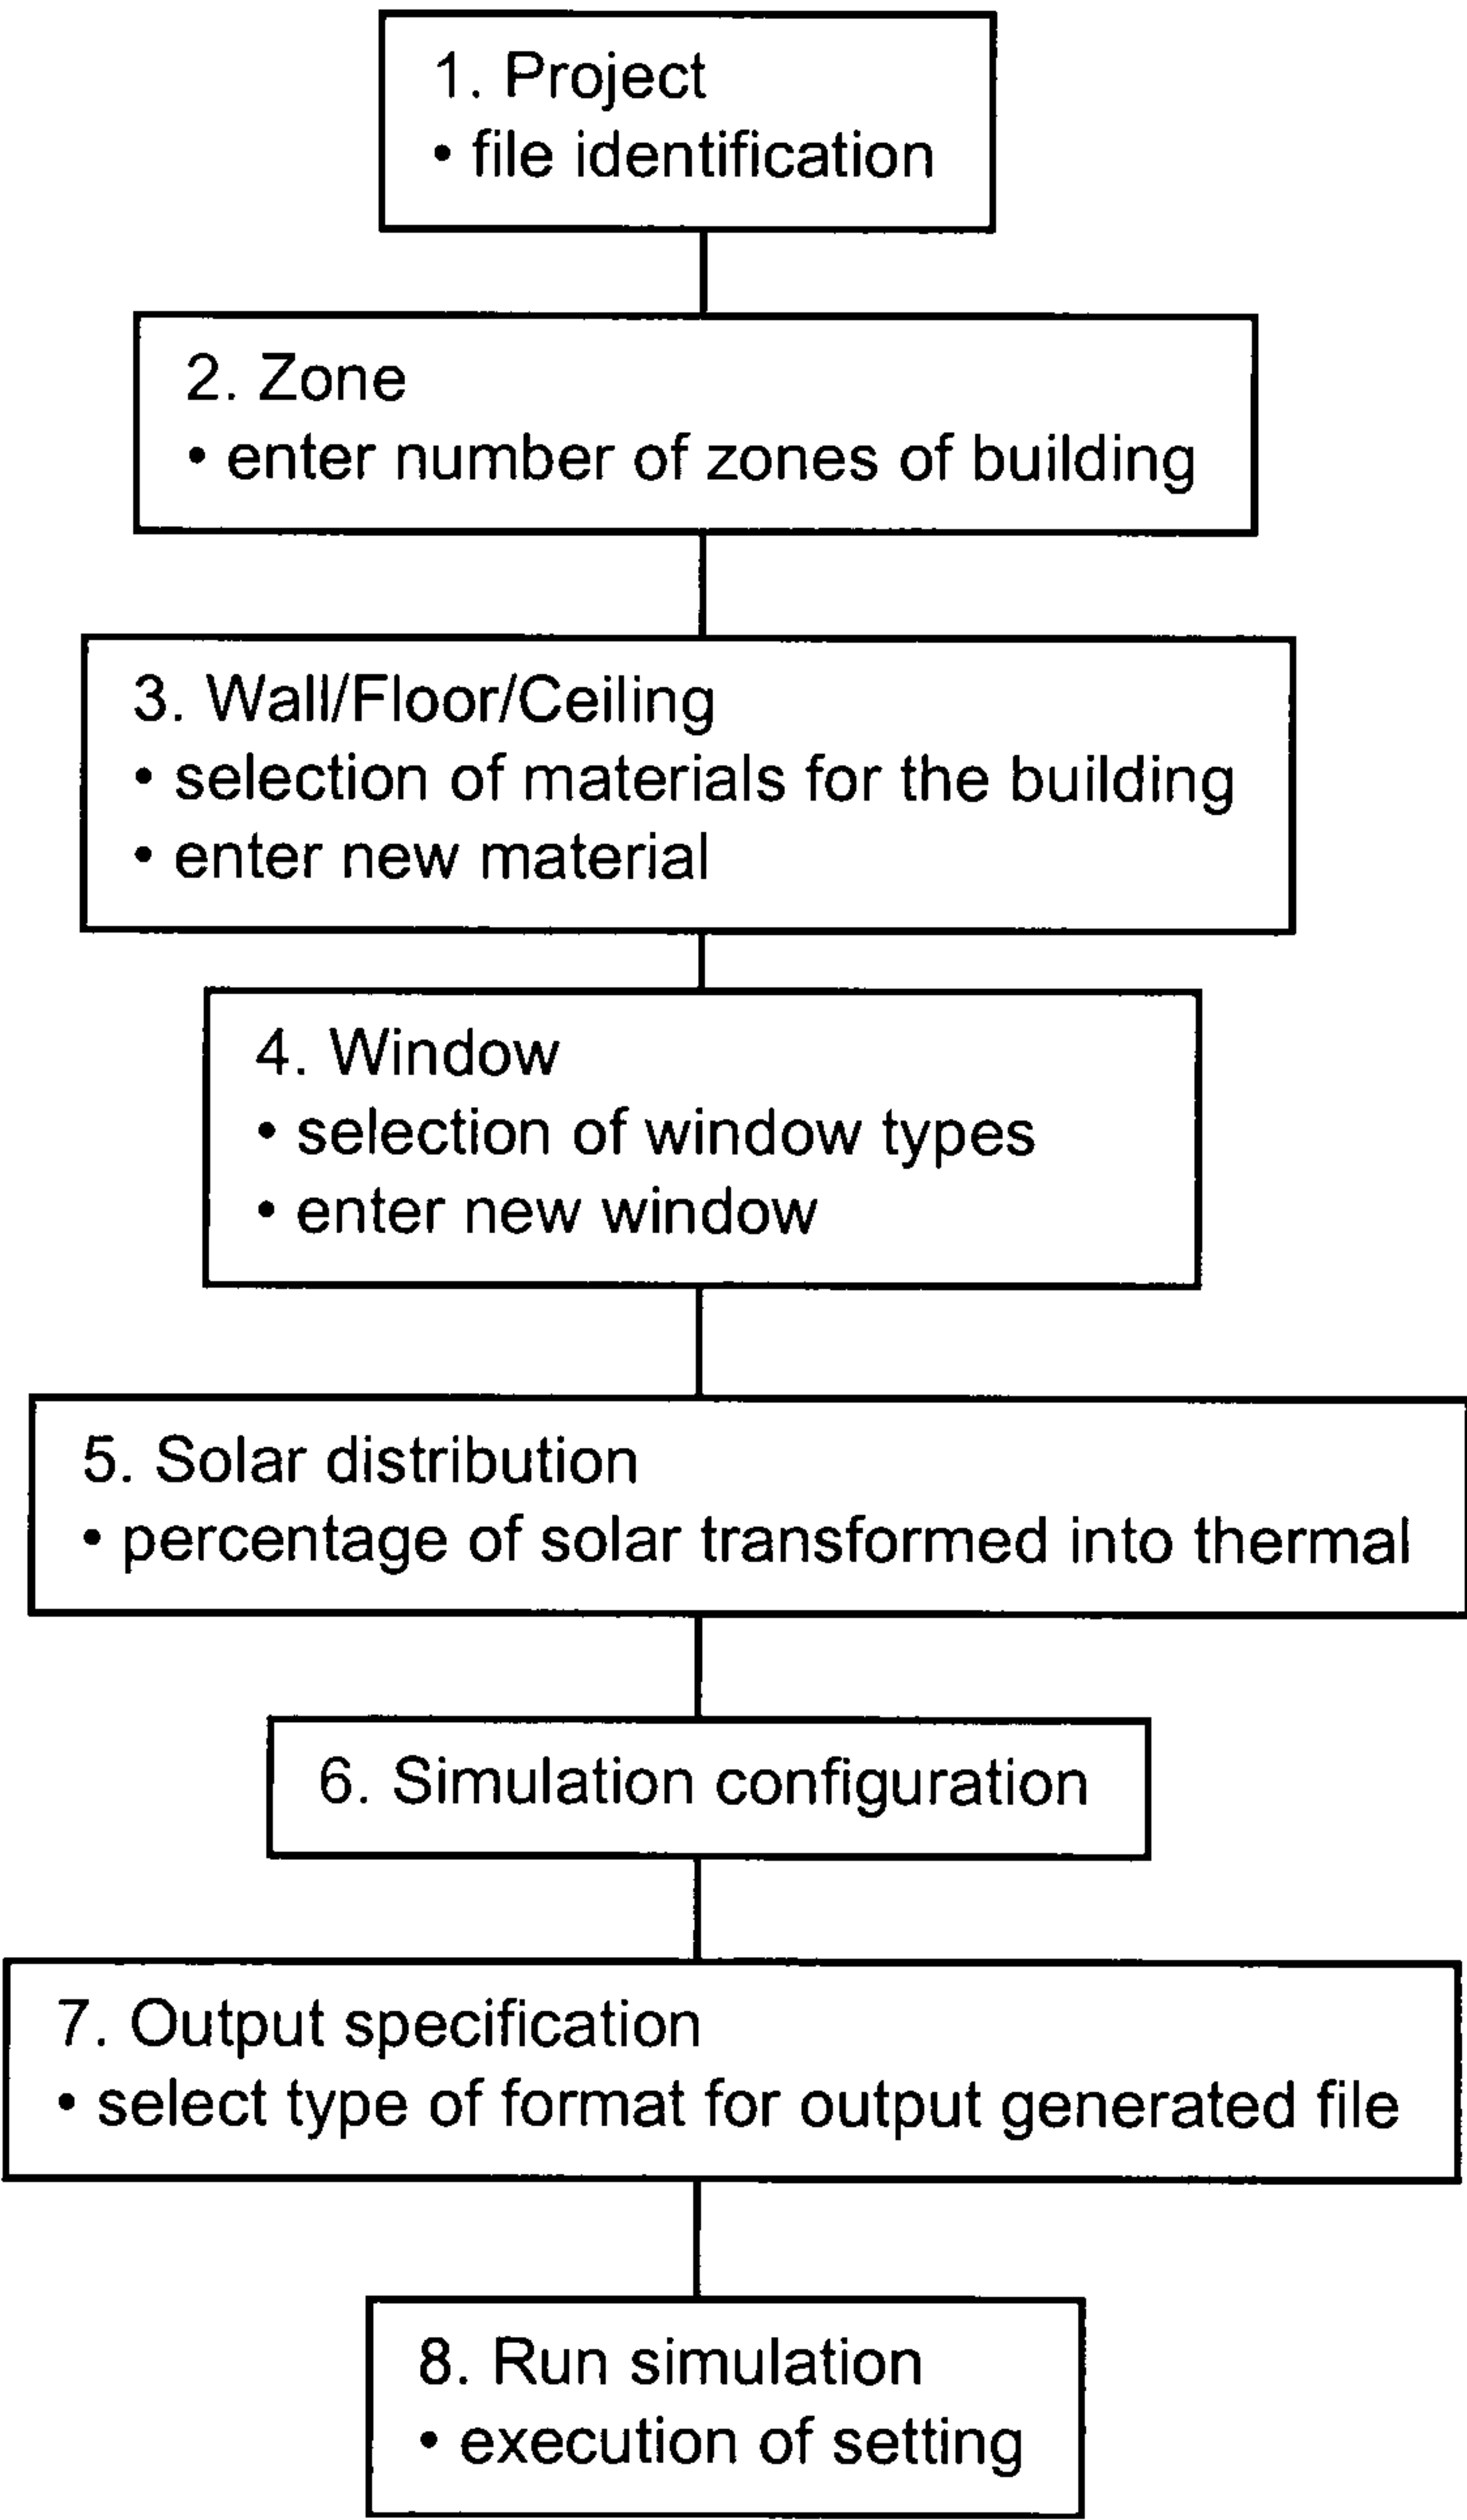 1. Project
• file identification
2. Zone
• enter number of zones of building
3. Wall/Floor/Ceiling
• selection of materials for the building
• enter new material
4. Window
• selection of window types
• enter new window
5. Solar distribution
• percentage of solar transformed into thermal
6. Simulation configuration
7. Output specification
• select type of format for output generated file
8. Run simulation
• execution of setting